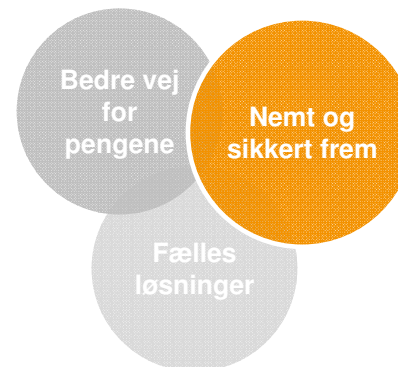 Bedre vej
for
pengene
Nemt og
sikkert frem
Fælles
løsninger